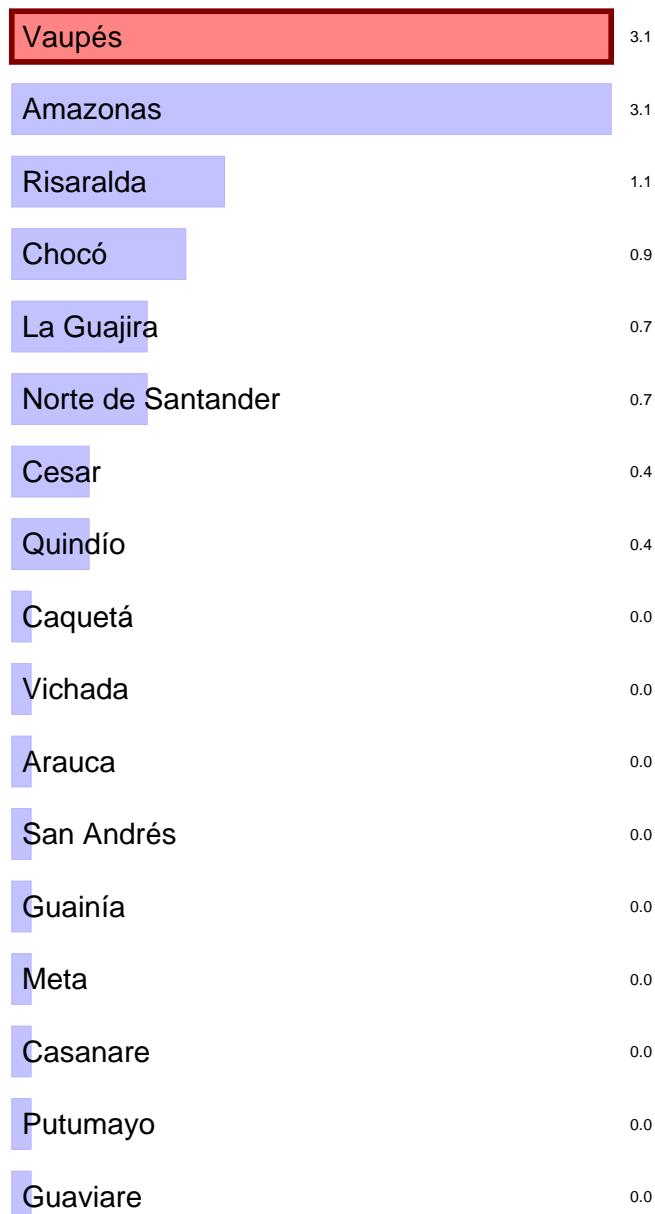 Vaupés 3.1
Amazonas 3.1
Risaralda 1.1
Chocó 0.9
La Guajira 0.7
Norte de Santander 0.7
Cesar 0.4
Quindío 0.4
Caquetá 0.0
Vichada 0.0
Arauca 0.0
San Andrés 0.0
Guainía 0.0
Meta 0.0
Casanare 0.0
Putumayo 0.0
Guaviare 0.0